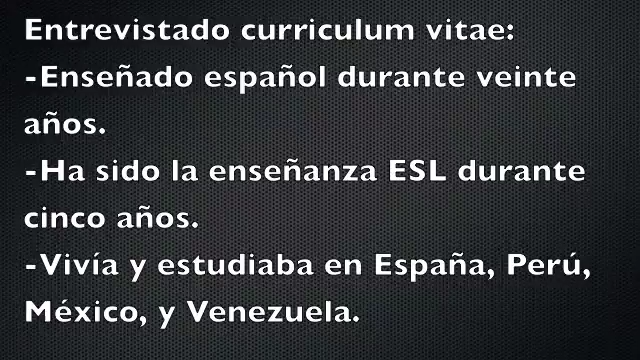 Entrevistado curriculum vitae:
-Enseñado español durante veinte
años.
-Ha sido la enseñanza ESL durante
cinco años.
-Vivía y estudiaba en España, Perú,
México, y Venezuela.